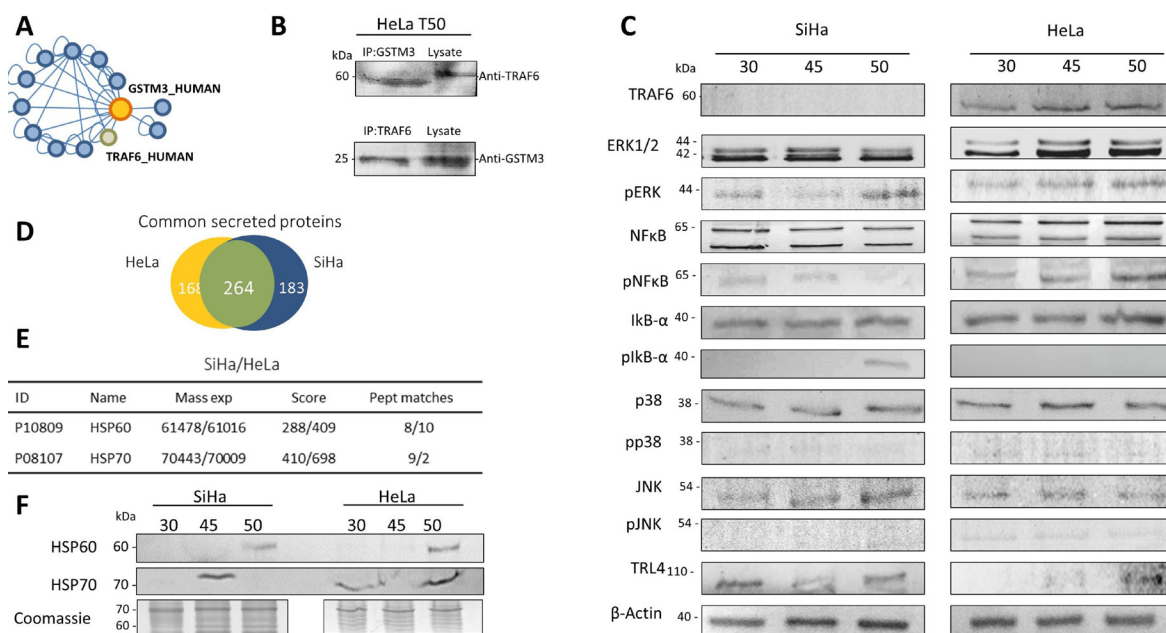 A
GSTM3_HUMAN
TRAF6_HUMAN
B
HeLa T50
kDa
IP:GSTM3 Lysate
60 -
-Anti-TRAF6
IP:TRAF6 Lysate
25 -
-Anti-GSTM3
C
SiHa HeLa
kDa 30 45 50 30 45 50
TRAF6 60 -
ERK1/2 44 -
42 -
pERK 44 -
NFκB 65 -
pNFκB 65 -
IkB-α 40 -
pIkB-α 40 -
p38 38 -
pp38 38 -
JNK 54 -
pJNK 54 -
TRL4 110 -
β-Actin 40 -
D
Common secreted proteins
HeLa SiHa
168 264 183
E
SiHa/HeLa
ID Name Mass exp Score Pept matches
P10809 HSP60 61478/61016 288/409 8/10
P08107 HSP70 70443/70009 410/698 9/2
F
SiHa HeLa
kDa 30 45 50 30 45 50
HSP60 60 -
HSP70 70 -
Coomassie 70 -
60 -